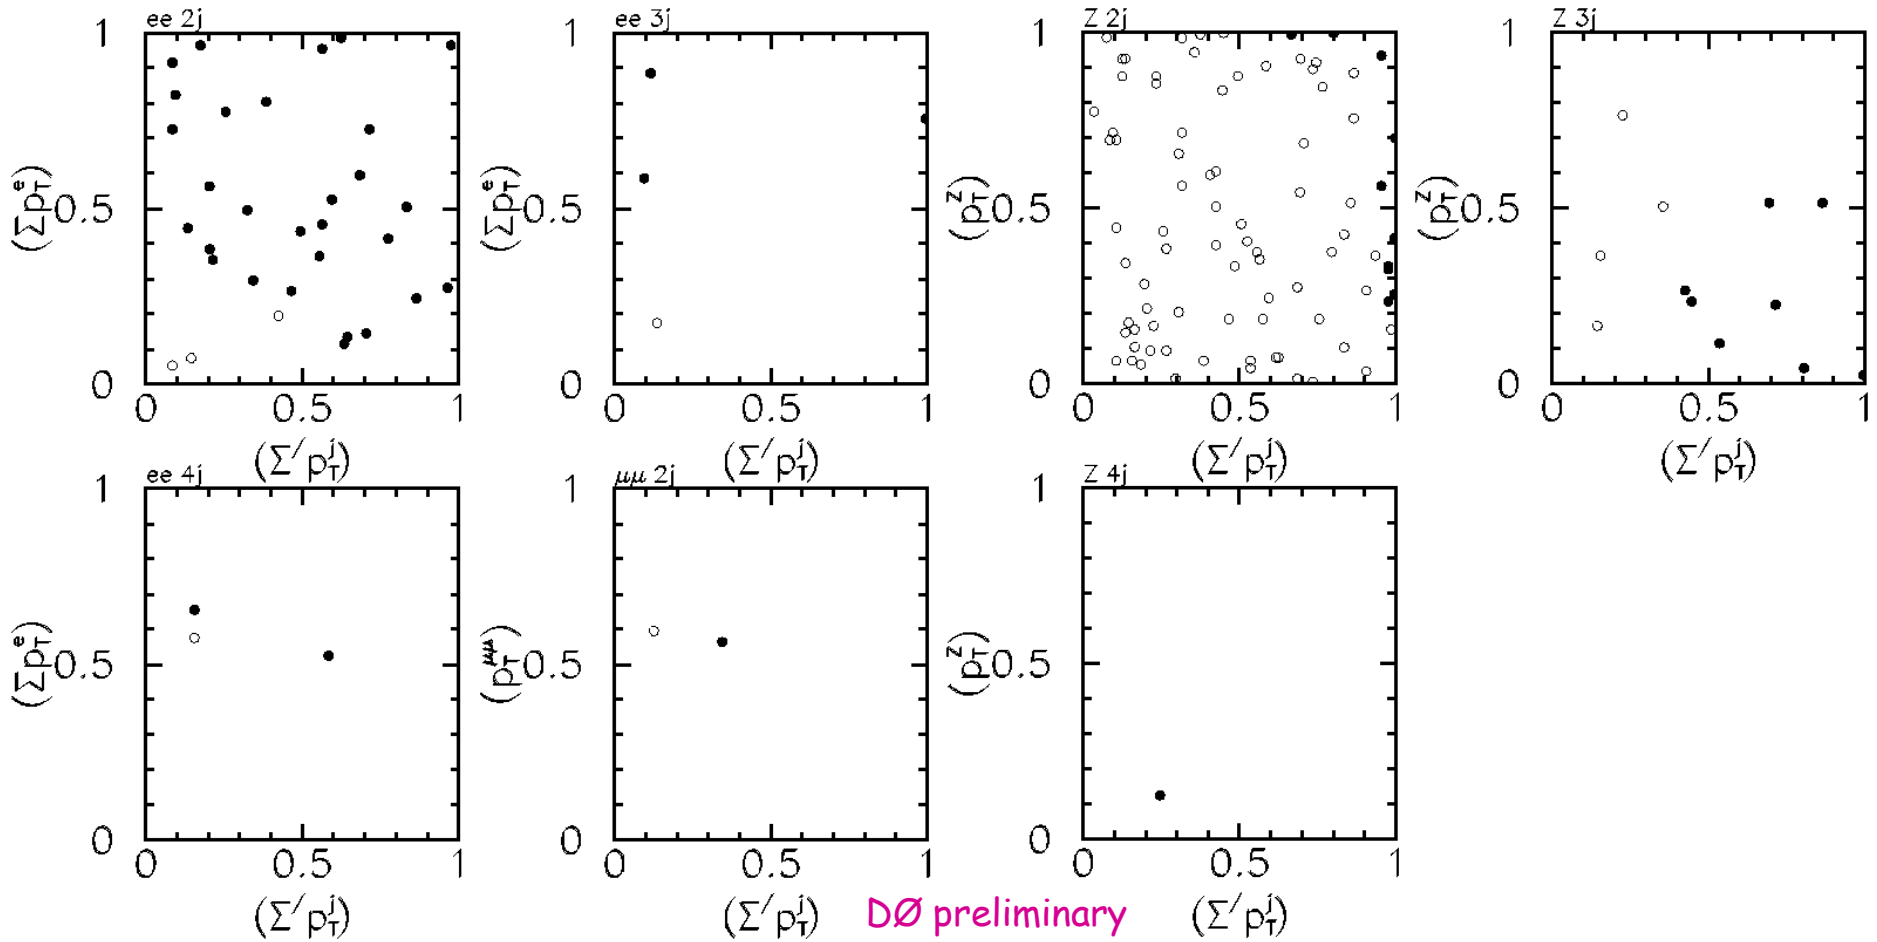 ee 2j
1
0.5
0
0 0.5 1
(Σp_T^e)
(Σ′p_T^j)
ee 3j
1
0.5
0
0 0.5 1
(Σp_T^e)
(Σ′p_T^j)
Z 2j
1
0.5
0
0 0.5 1
(p_T^Z)
(Σ′p_T^j)
Z 3j
1
0.5
0
0 0.5 1
(p_T^Z)
(Σ′p_T^j)
ee 4j
1
0.5
0
0 0.5 1
(Σp_T^e)
(Σ′p_T^j)
μμ 2j
1
0.5
0
0 0.5 1
(p_T^μμ)
(Σ′p_T^j)
Z 4j
1
0.5
0
0 0.5 1
(p_T^Z)
(Σ′p_T^j)
DØ preliminary